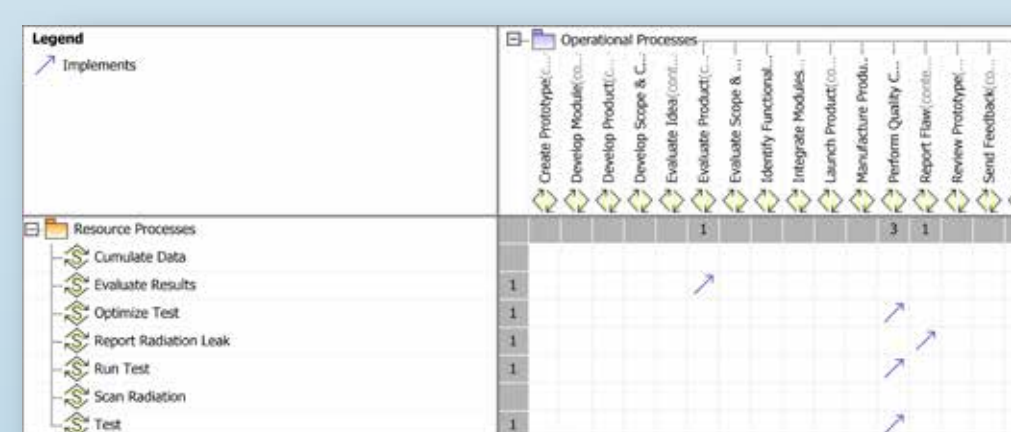 Legend
Implements
Operational Processes
Create Prototype(c...
Develop Module(co...
Develop Product(c...
Develop Scope & C...
Evaluate Idea(cont...
Evaluate Product(c...
Evaluate Scope & ...
Identify Functional...
Integrate Modules...
Launch Product(co...
Manufacture Produ...
Perform Quality C...
Report Flaw(conte...
Review Prototype(...
Send Feedback(co...
Resource Processes
1 3 1
Cumulate Data
Evaluate Results 1
Optimize Test 1
Report Radiation Leak 1
Run Test 1
Scan Radiation
Test 1